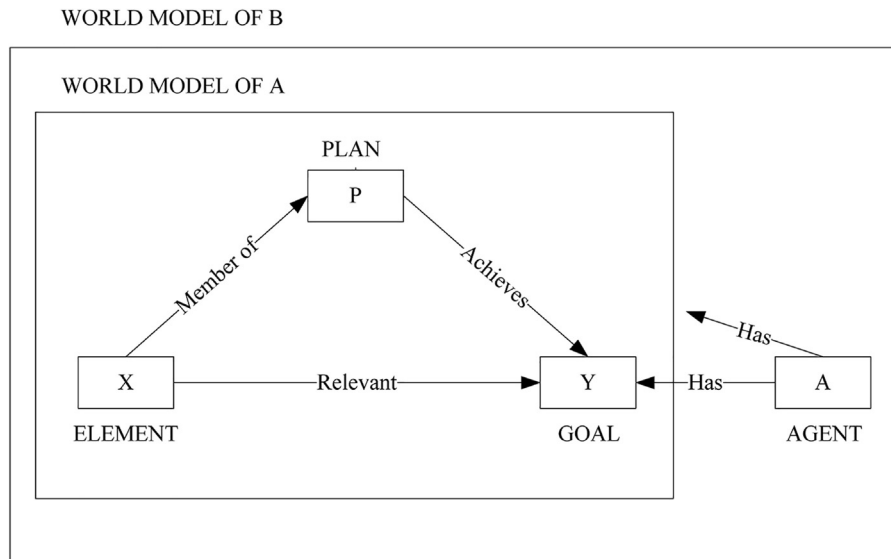 WORLD MODEL OF B
WORLD MODEL OF A
PLAN
P
Member of
Achieves
Has
X
Relevant
Y
Has
A
ELEMENT
GOAL
AGENT